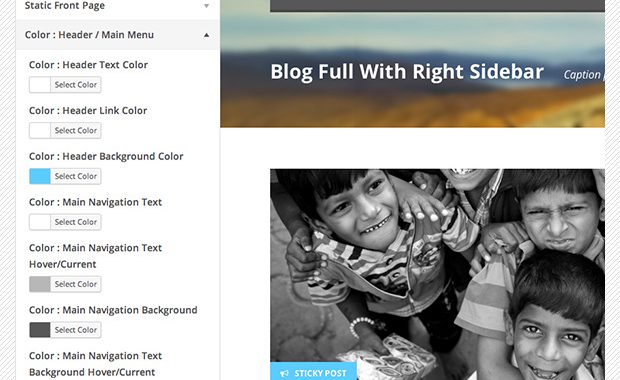 Static Front Page
Color : Header / Main Menu
Color : Header Text Color
Select Color
Color : Header Link Color
Select Color
Color : Header Background Color
Select Color
Color : Main Navigation Text
Select Color
Color : Main Navigation Text
Hover/Current
Select Color
Color : Main Navigation Background
Select Color
Color : Main Navigation Text
Background Hover/Current
Blog Full With Right Sidebar
Caption
STICKY POST